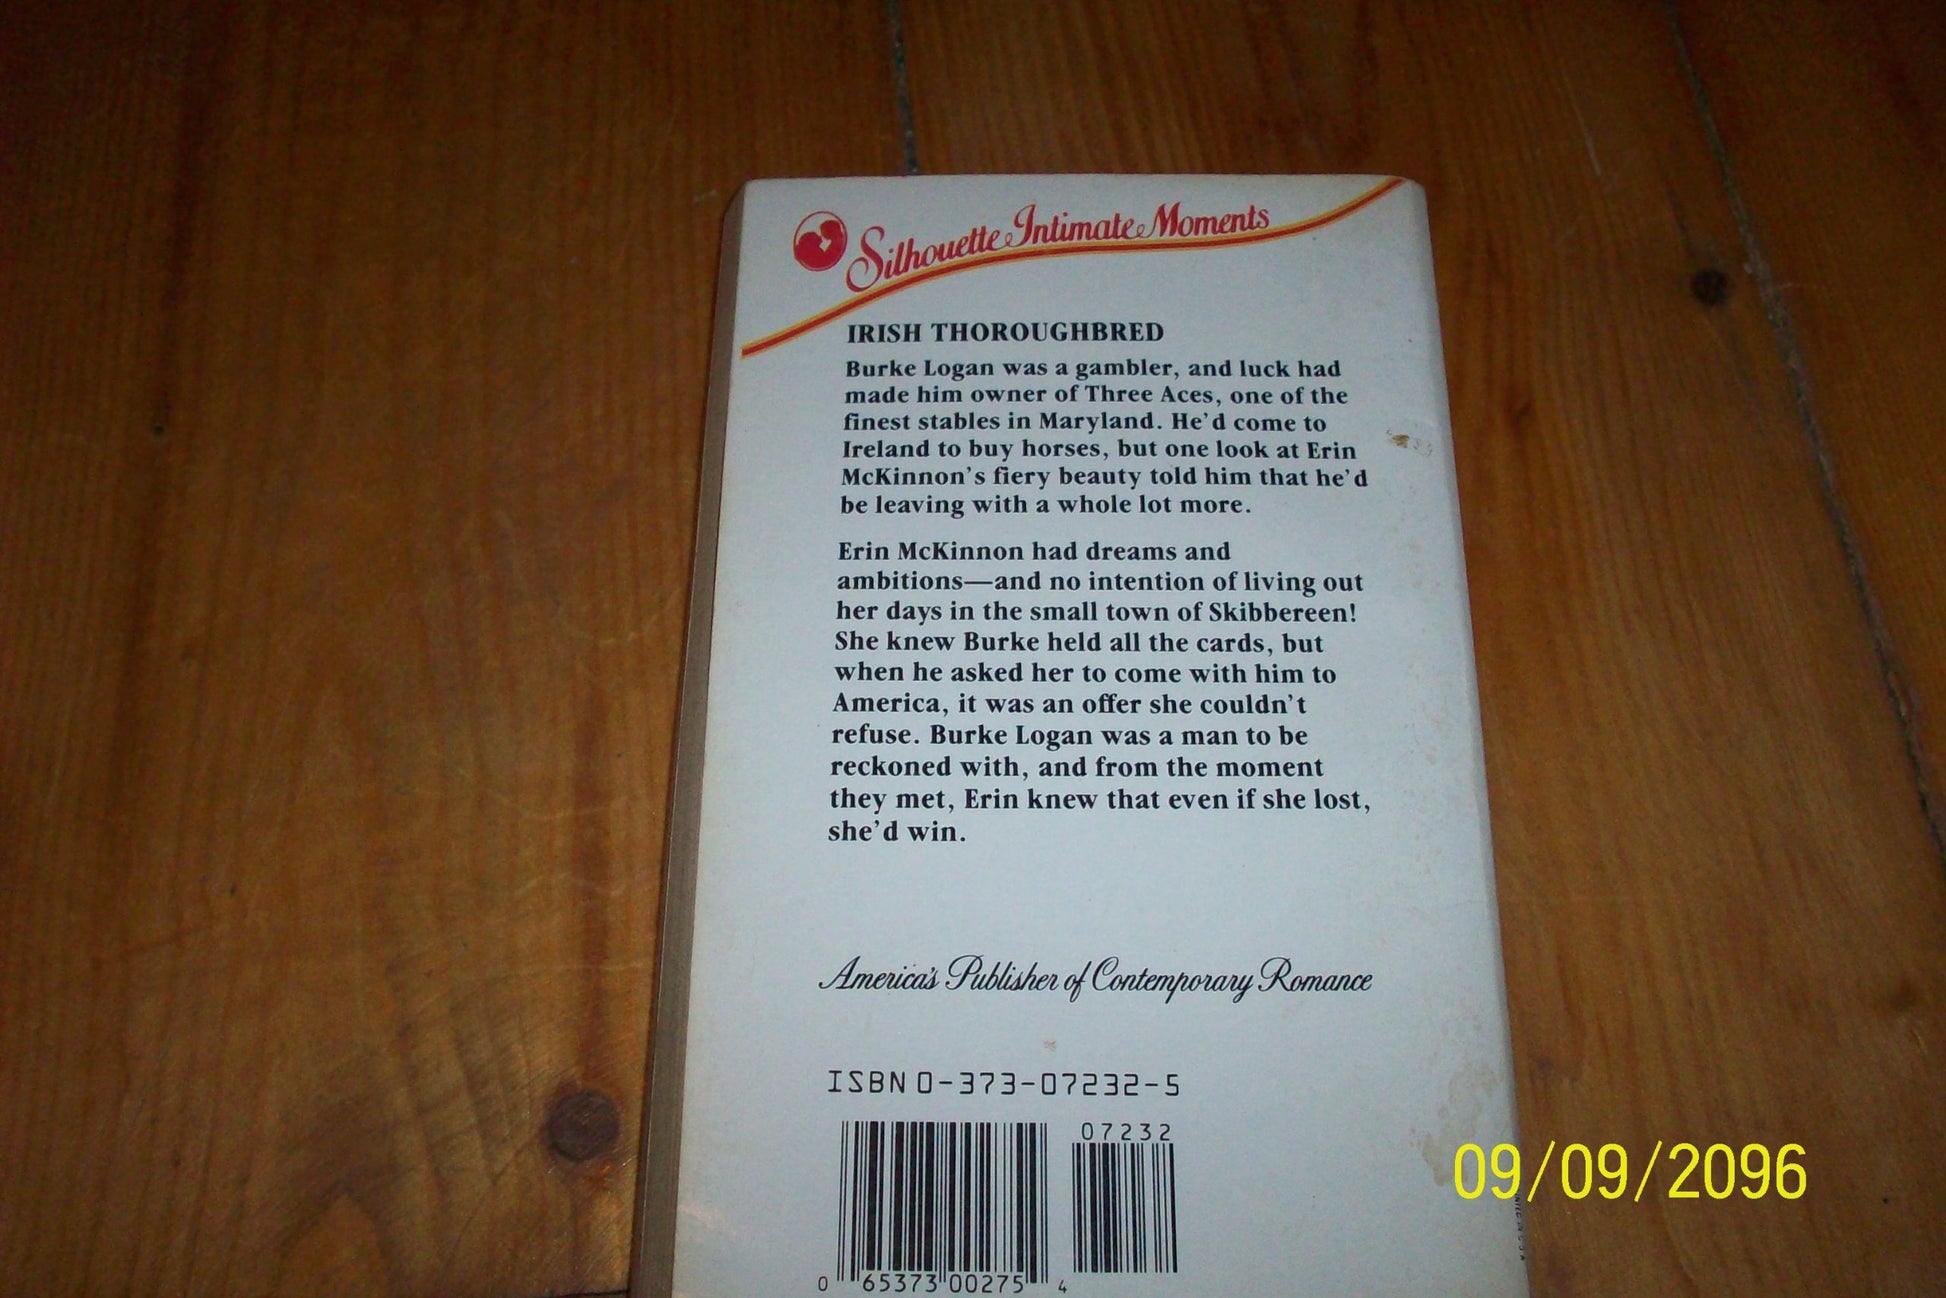 Silhouette Intimate Moments
IRISH THOROUGHBRED
Burke Logan was a gambler, and luck had
made him owner of Three Aces, one of the
finest stables in Maryland. He'd come to
Ireland to buy horses, but one look at Erin
McKinnon's fiery beauty told him that he'd
be leaving with a whole lot more.
Erin McKinnon had dreams and
ambitions—and no intention of living out
her days in the small town of Skibbereen!
She knew Burke held all the cards, but
when he asked her to come with him to
America, it was an offer she couldn't
refuse. Burke Logan was a man to be
reckoned with, and from the moment
they met, Erin knew that even if she lost,
she'd win.
America's Publisher of Contemporary Romance
ISBN 0-373-07232-5
07232
0 65373 00275 4
09/09/2096